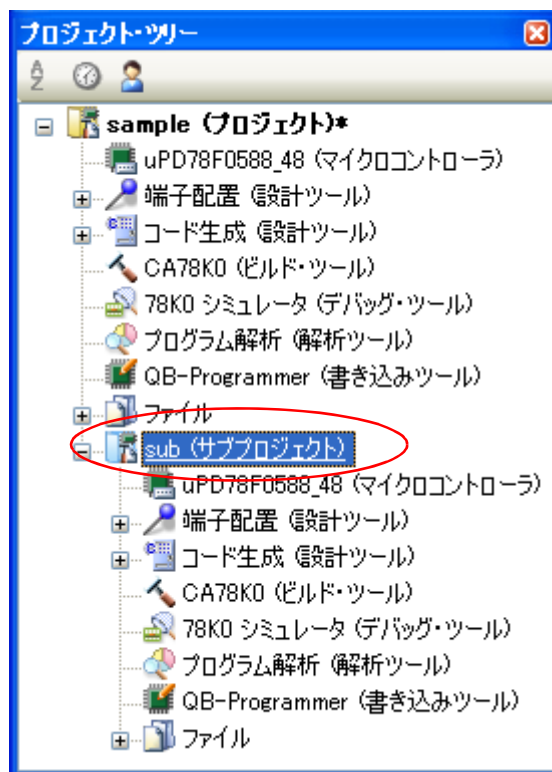 プロジェクト・ツリー
sample (プロジェクト)*
uPD78F0588_48 (マイクロコントローラ)
端子配置 (設計ツール)
コード生成 (設計ツール)
CA78K0 (ビルド・ツール)
78K0 シミュレータ (デバッグ・ツール)
プログラム解析 (解析ツール)
QB-Programmer (書き込みツール)
ファイル
sub (サブプロジェクト)
uPD78F0588_48 (マイクロコントローラ)
端子配置 (設計ツール)
コード生成 (設計ツール)
CA78K0 (ビルド・ツール)
78K0 シミュレータ (デバッグ・ツール)
プログラム解析 (解析ツール)
QB-Programmer (書き込みツール)
ファイル